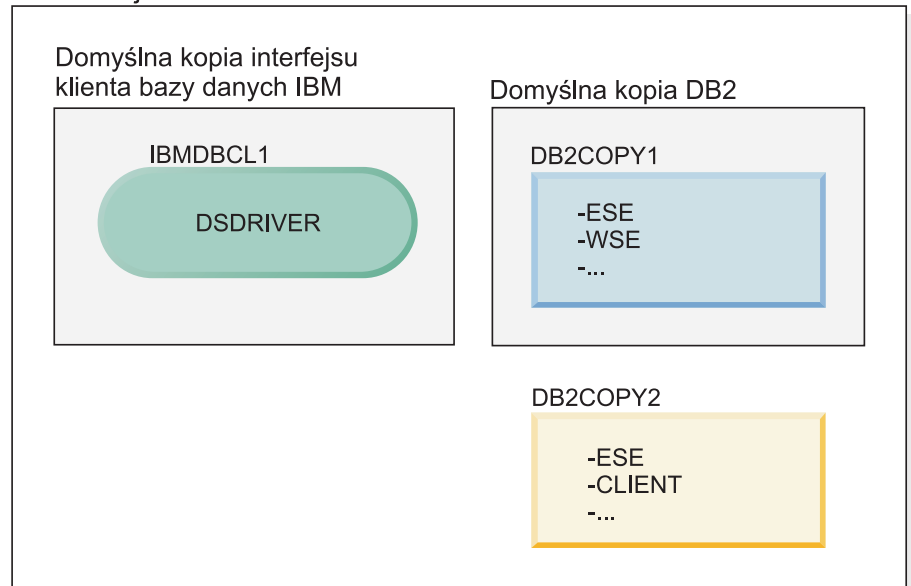 Domyślna kopia interfejsu
klienta bazy danych IBM
IBMDBCL1
DSDRIVER
Domyślna kopia DB2
DB2COPY1
-ESE
-WSE
-...
DB2COPY2
-ESE
-CLIENT
-...